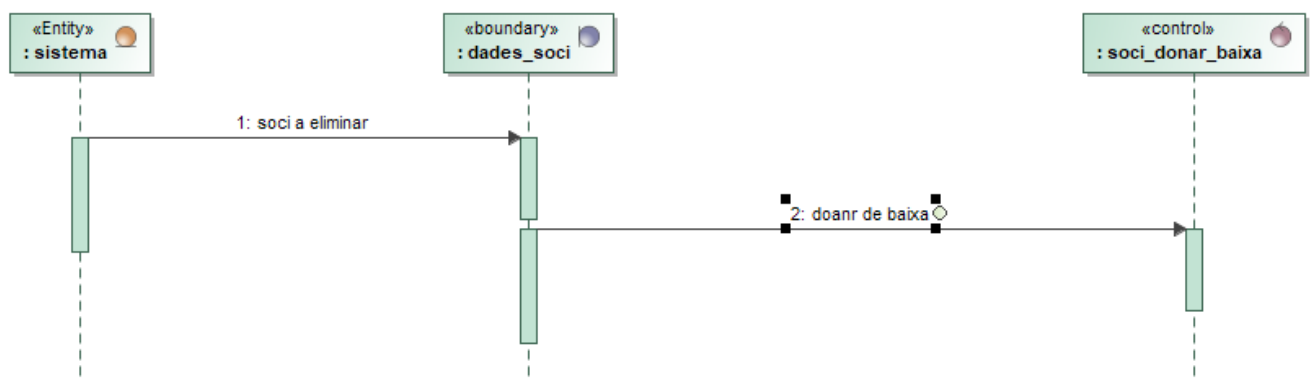 «Entity»
: sistema
«boundary»
: dades_soci
«control»
: soci_donar_baixa
1: soci a eliminar
2: doanr de baixa